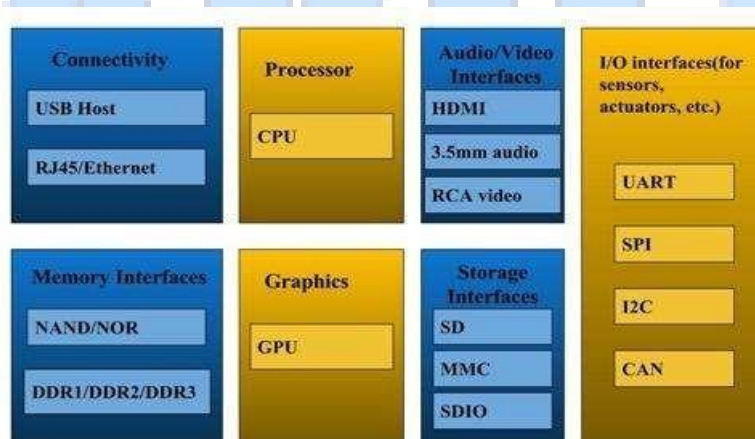 Connectivity
USB Host
RJ45/Ethernet
Processor
CPU
Audio/Video
Interfaces
HDMI
3.5mm audio
RCA video
I/O interfaces(for
sensors,
actuators, etc.)
UART
SPI
I2C
CAN
Memory Interfaces
NAND/NOR
DDR1/DDR2/DDR3
Graphics
GPU
Storage
Interfaces
SD
MMC
SDIO